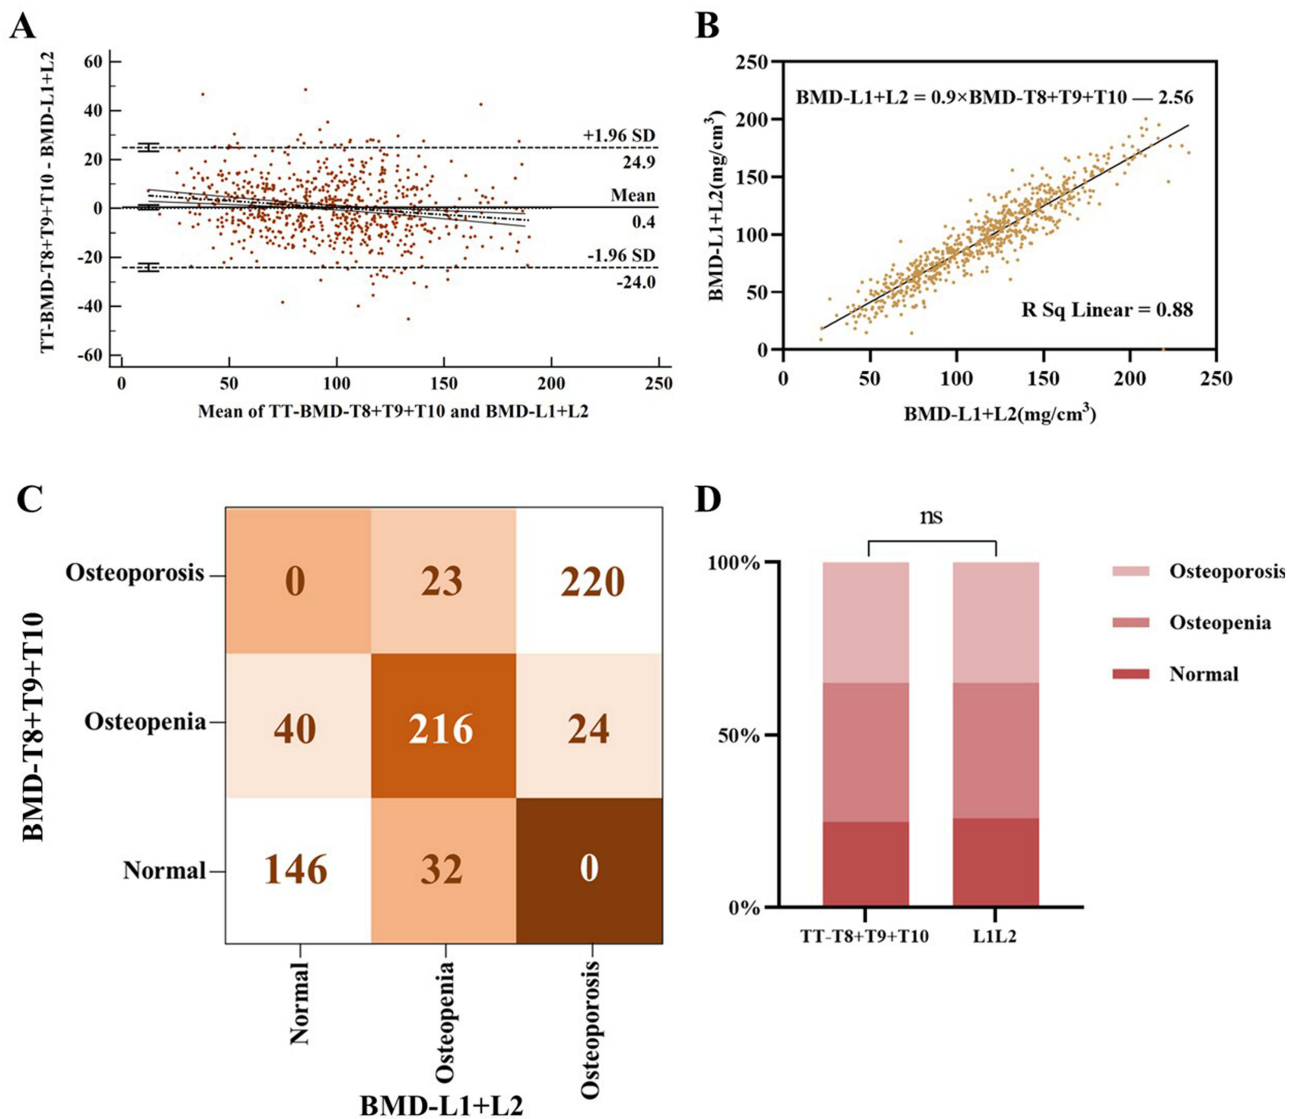 A
TT-BMD-T8+T9+T10 - BMD-L1+L2
60
40
20
0
-20
-40
-60
+1.96 SD
24.9
Mean
0.4
-1.96 SD
-24.0
0 50 100 150 200 250
Mean of TT-BMD-T8+T9+T10 and BMD-L1+L2
B
BMD-L1+L2(mg/cm³)
250
200
150
100
50
0
BMD-L1+L2 = 0.9×BMD-T8+T9+T10 — 2.56
R Sq Linear = 0.88
0 50 100 150 200 250
BMD-L1+L2(mg/cm³)
C
BMD-T8+T9+T10
Osteoporosis 0 23 220
Osteopenia 40 216 24
Normal 146 32 0
Normal
Osteopenia
Osteoporosis
BMD-L1+L2
D
ns
100%
50%
0%
TT-T8+T9+T10 L1L2
Osteoporosis
Osteopenia
Normal